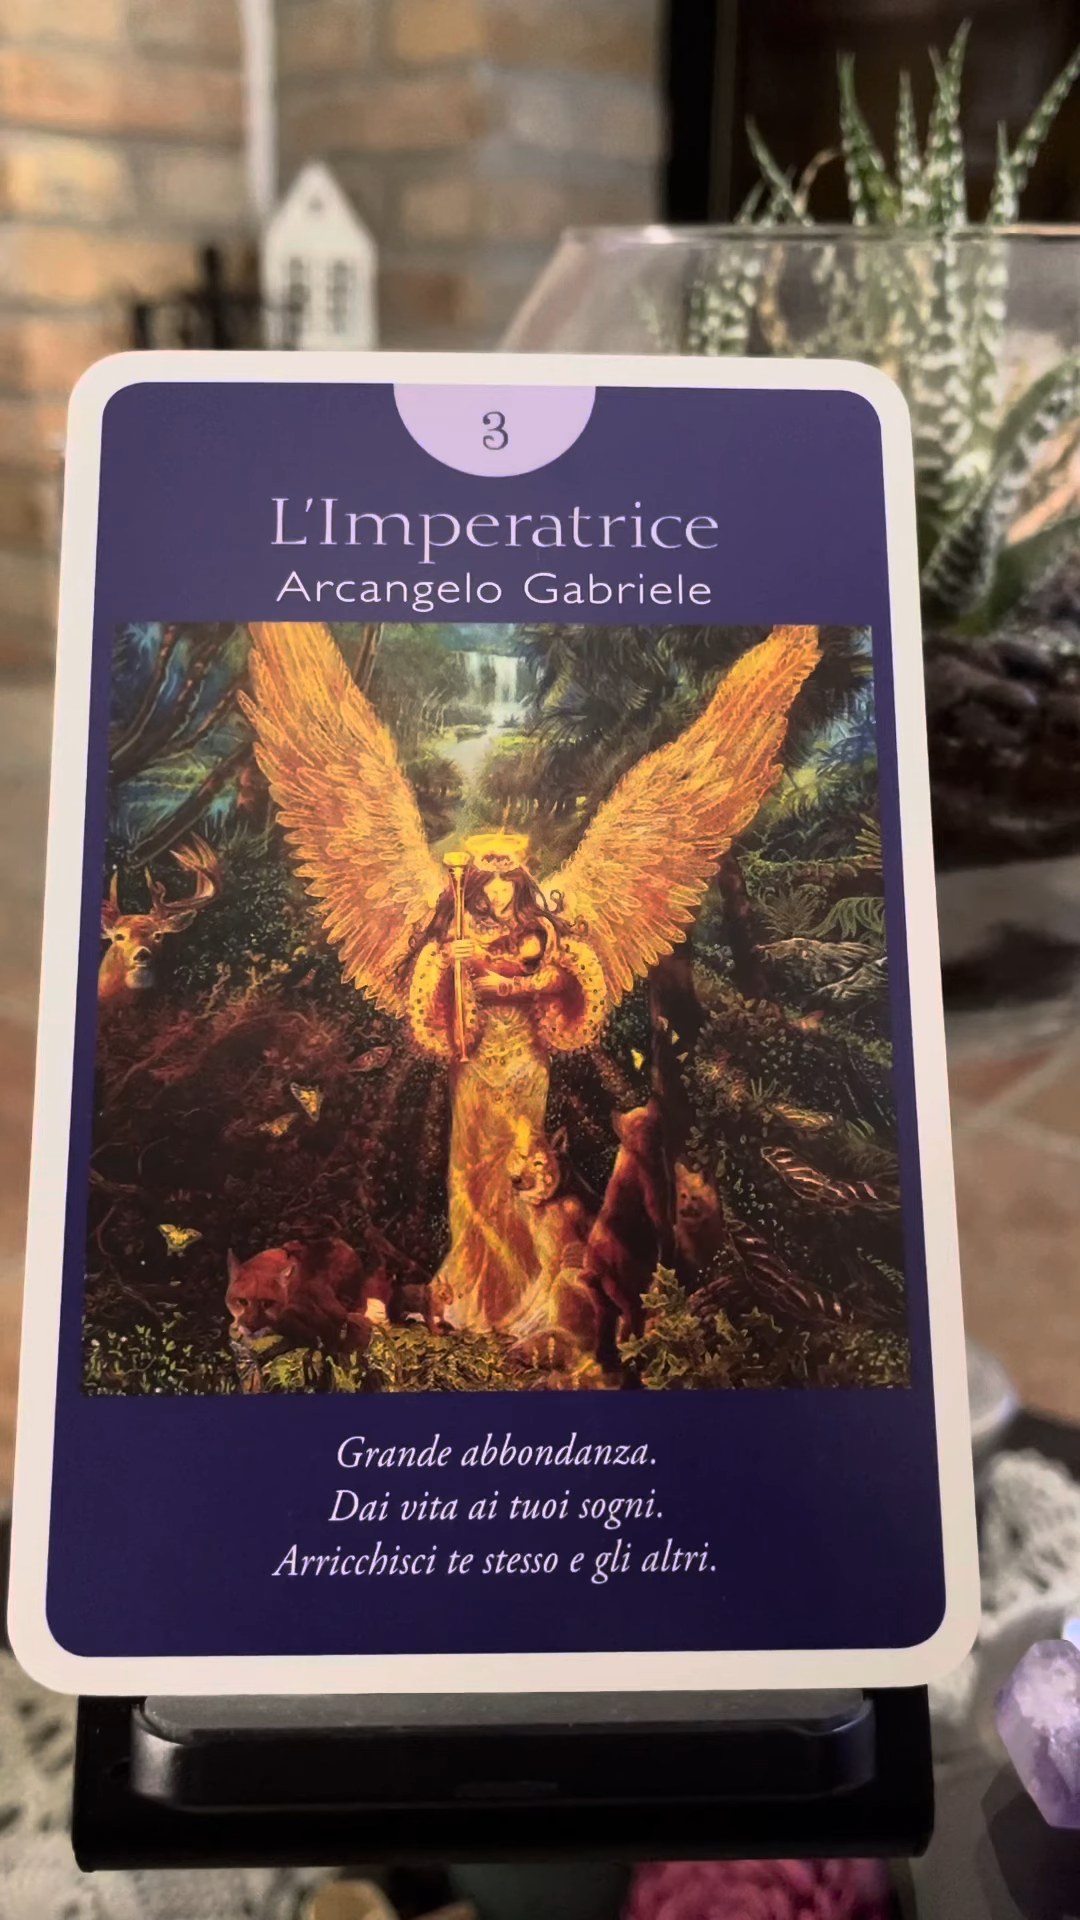 3
L'Imperatrice
Arcangelo Gabriele
Grande abbondanza.
Dai vita ai tuoi sogni.
Arricchisci te stesso e gli altri.